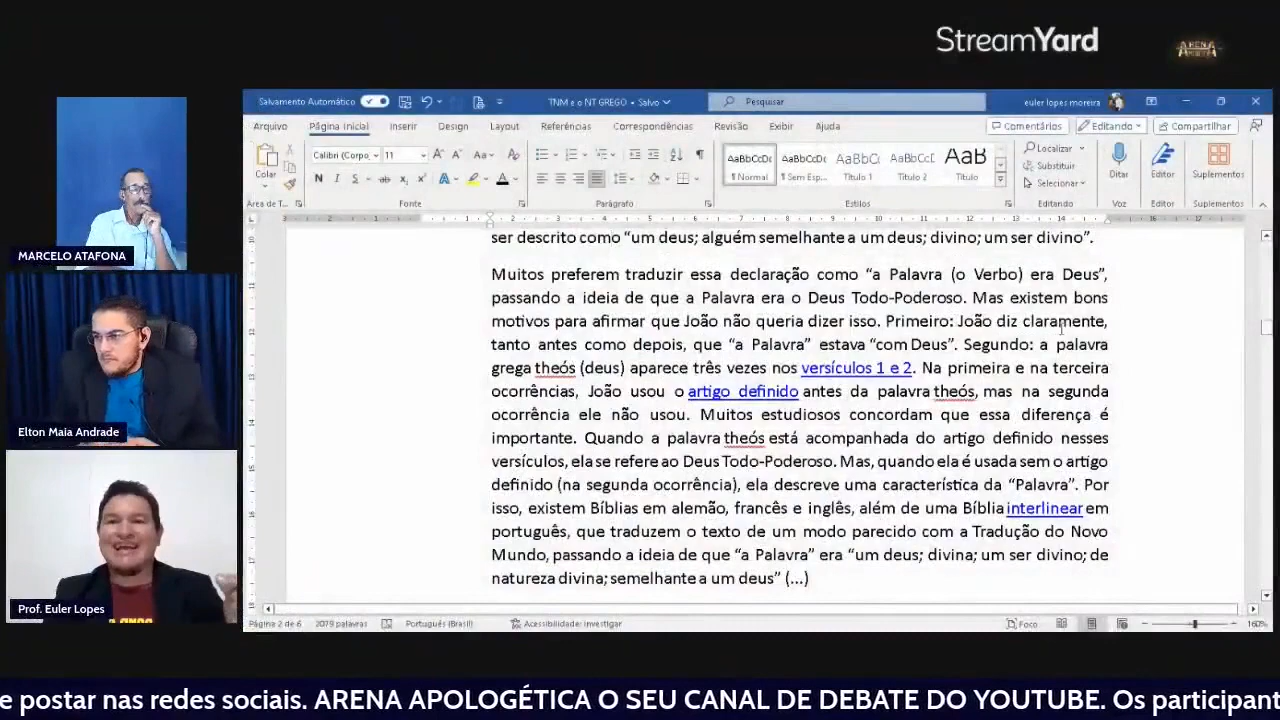 StreamYard
ARENA
Salvamento Automático
TNM e o NT GREGO • Salvo
Pesquisar
euler lopes moreira
Arquivo Página Inicial Inserir Design Layout Referências Correspondências Revisão Exibir Ajuda
Comentários Editando Compartilhar
Colar
Calibri (Corpo 11
N I S
AaBbCcDc AaBbCcDc AaBbC( AaBbCcD AaB
¶ Normal ¶ Sem Esp... Título 1 Título 2 Título
Localizar
Substituir
Selecionar
Ditar Editor Suplementos
Área de Tra... Fonte Parágrafo Estilos Editando Voz Editor Suplementos
ser descrito como “um deus; alguém semelhante a um deus; divino; um ser divino”.
Muitos preferem traduzir essa declaração como “a Palavra (o Verbo) era Deus”,
passando a ideia de que a Palavra era o Deus Todo-Poderoso. Mas existem bons
motivos para afirmar que João não queria dizer isso. Primeiro: João diz claramente,
tanto antes como depois, que “a Palavra” estava “com Deus”. Segundo: a palavra
grega theós (deus) aparece três vezes nos versículos 1 e 2. Na primeira e na terceira
ocorrências, João usou o artigo definido antes da palavra theós, mas na segunda
ocorrência ele não usou. Muitos estudiosos concordam que essa diferença é
importante. Quando a palavra theós está acompanhada do artigo definido nesses
versículos, ela se refere ao Deus Todo-Poderoso. Mas, quando ela é usada sem o artigo
definido (na segunda ocorrência), ela descreve uma característica da “Palavra”. Por
isso, existem Bíblias em alemão, francês e inglês, além de uma Bíblia interlinear em
português, que traduzem o texto de um modo parecido com a Tradução do Novo
Mundo, passando a ideia de que “a Palavra” era “um deus; divina; um ser divino; de
natureza divina; semelhante a um deus” (...)
Página 2 de 6 2079 palavras Português (Brasil) Acessibilidade: investigar Foco 160%
MARCELO ATAFONA
Elton Maia Andrade
Prof. Euler Lopes
e postar nas redes sociais. ARENA APOLOGÉTICA O SEU CANAL DE DEBATE DO YOUTUBE. Os participant